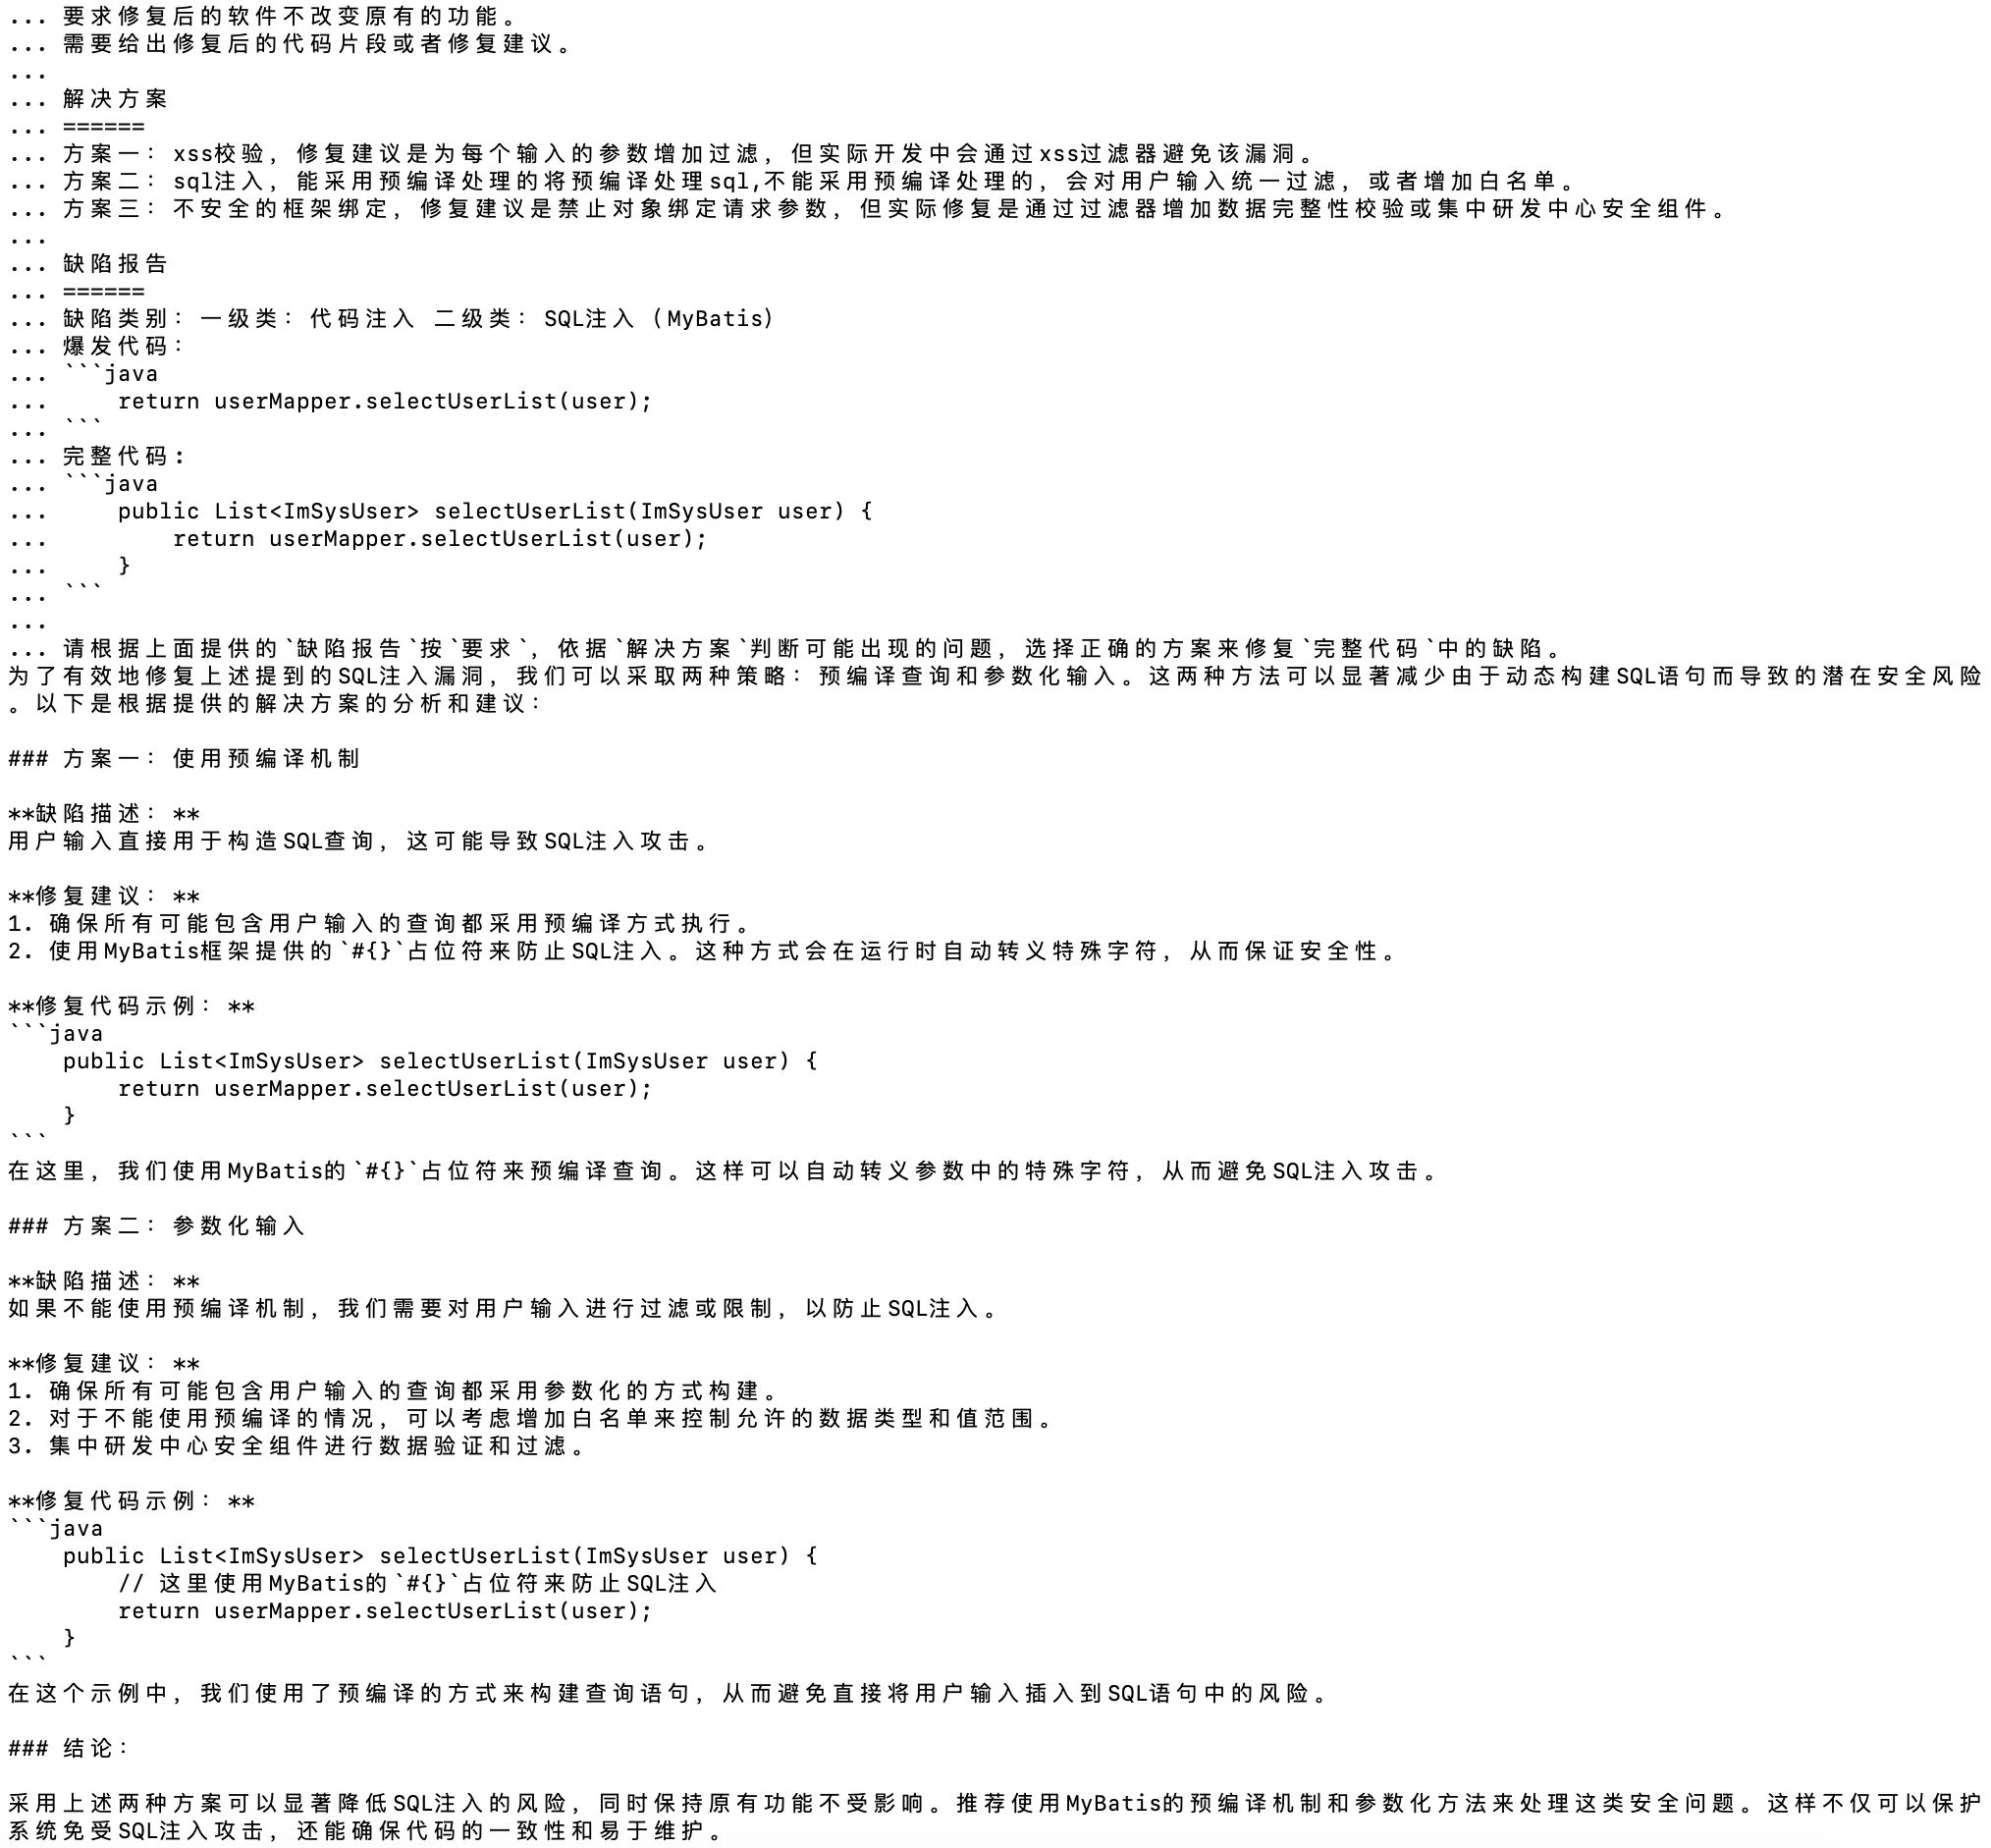 ... 要求修复后的软件不改变原有的功能。
... 需要给出修复后的代码片段或者修复建议。
...
... 解决方案
... ======
... 方案一：xss校验，修复建议是为每个输入的参数增加过滤，但实际开发中会通过xss过滤器避免该漏洞。
... 方案二：sql注入，能采用预编译处理的将预编译处理sql,不能采用预编译处理的，会对用户输入统一过滤，或者增加白名单。
... 方案三：不安全的框架绑定，修复建议是禁止对象绑定请求参数，但实际修复是通过过滤器增加数据完整性校验或集中研发中心安全组件。
...
... 缺陷报告
... ======
... 缺陷类别：一级类：代码注入 二级类：SQL注入（MyBatis）
... 爆发代码：
... ```java
...     return userMapper.selectUserList(user);
... ```
... 完整代码:
... ```java
...     public List<ImSysUser> selectUserList(ImSysUser user) {
...         return userMapper.selectUserList(user);
...     }
... ```
...
... 请根据上面提供的`缺陷报告`按`要求`，依据`解决方案`判断可能出现的问题，选择正确的方案来修复`完整代码`中的缺陷。
为了有效地修复上述提到的SQL注入漏洞，我们可以采取两种策略：预编译查询和参数化输入。这两种方法可以显著减少由于动态构建SQL语句而导致的潜在安全风险
。以下是根据提供的解决方案的分析和建议：

### 方案一：使用预编译机制

**缺陷描述：**
用户输入直接用于构造SQL查询，这可能导致SQL注入攻击。

**修复建议：**
1. 确保所有可能包含用户输入的查询都采用预编译方式执行。
2. 使用MyBatis框架提供的`#{}`占位符来防止SQL注入。这种方式会在运行时自动转义特殊字符，从而保证安全性。

**修复代码示例：**
```java
    public List<ImSysUser> selectUserList(ImSysUser user) {
        return userMapper.selectUserList(user);
    }
```
在这里，我们使用MyBatis的`#{}`占位符来预编译查询。这样可以自动转义参数中的特殊字符，从而避免SQL注入攻击。

### 方案二：参数化输入

**缺陷描述：**
如果不能使用预编译机制，我们需要对用户输入进行过滤或限制，以防止SQL注入。

**修复建议：**
1. 确保所有可能包含用户输入的查询都采用参数化的方式构建。
2. 对于不能使用预编译的情况，可以考虑增加白名单来控制允许的数据类型和值范围。
3. 集中研发中心安全组件进行数据验证和过滤。

**修复代码示例：**
```java
    public List<ImSysUser> selectUserList(ImSysUser user) {
        // 这里使用MyBatis的`#{}`占位符来防止SQL注入
        return userMapper.selectUserList(user);
    }
```
在这个示例中，我们使用了预编译的方式来构建查询语句，从而避免直接将用户输入插入到SQL语句中的风险。

### 结论：

采用上述两种方案可以显著降低SQL注入的风险，同时保持原有功能不受影响。推荐使用MyBatis的预编译机制和参数化方法来处理这类安全问题。这样不仅可以保护
系统免受SQL注入攻击，还能确保代码的一致性和易于维护。